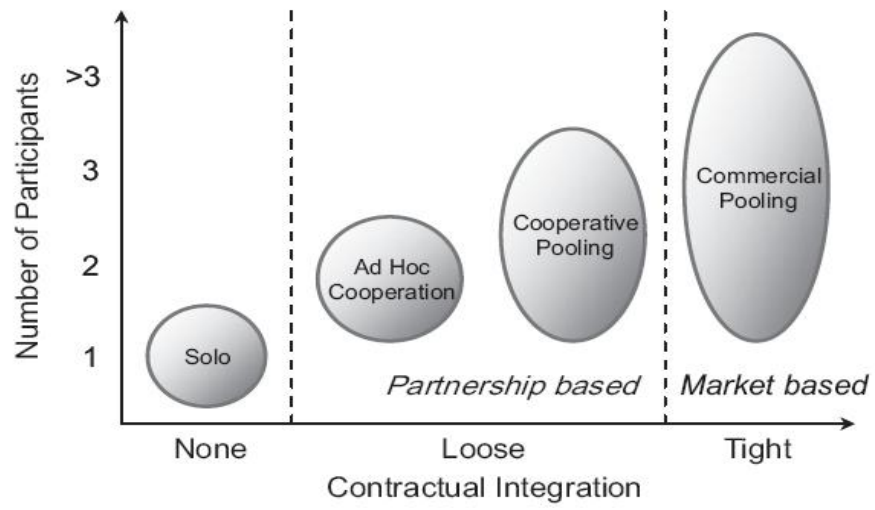 Number of Participants
>3
3
2
1
Solo
Ad Hoc
Cooperation
Cooperative
Pooling
Commercial
Pooling
Partnership based
Market based
None
Loose
Tight
Contractual Integration